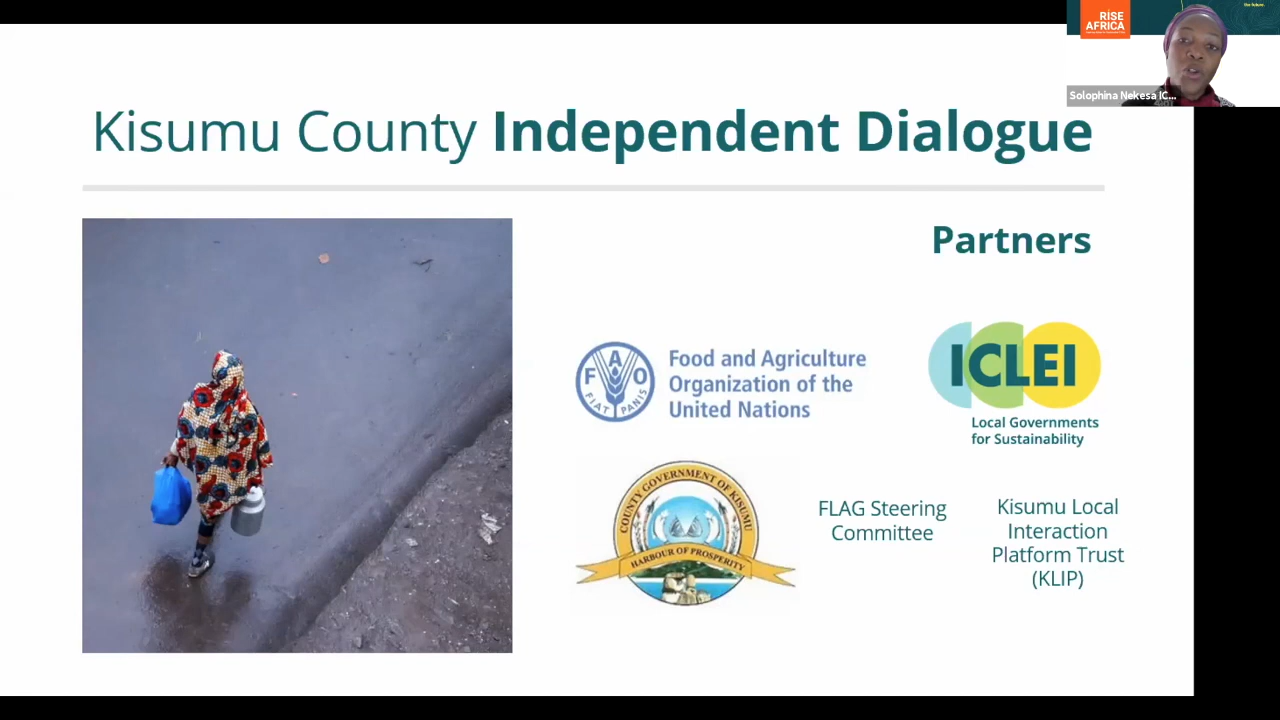 RISE
AFRICA
the future.
Solophina Nekesa IC...
Kisumu County Independent Dialogue
Partners
F A O
FIAT PANIS
Food and Agriculture
Organization of the
United Nations
ICLEI
Local Governments
for Sustainability
COUNTY GOVERNMENT OF KISUMU
HARBOUR OF PROSPERITY
FLAG Steering
Committee
Kisumu Local
Interaction
Platform Trust
(KLIP)